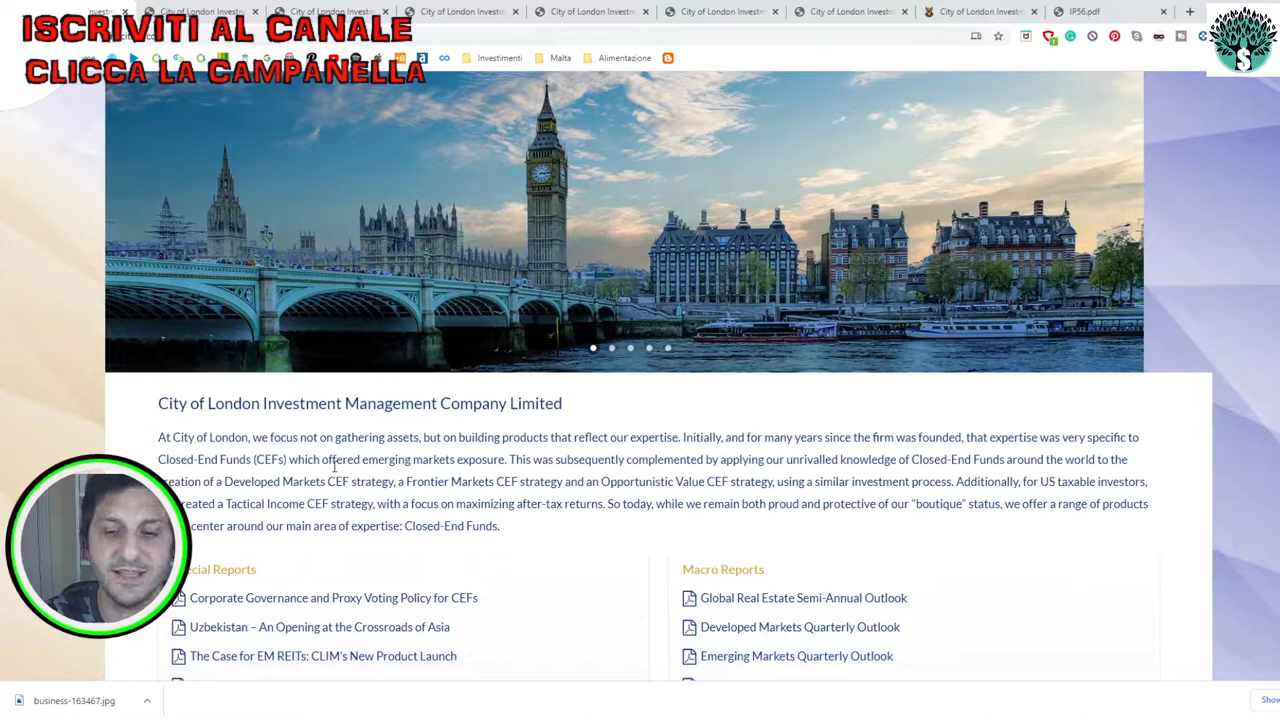 ISCRIVITI AL CANALE
CLICCA LA CAMPANELLA
City of London Invest
City of London Investm
City of London Investm
City of London Investm
City of London Investm
City of London Investm
City of London Investm
IP56.pdf
Investimenti
Malta
Alimentazione
S
City of London Investment Management Company Limited
At City of London, we focus not on gathering assets, but on building products that reflect our expertise. Initially, and for many years since the firm was founded, that expertise was very specific to
Closed-End Funds (CEFs) which offered emerging markets exposure. This was subsequently complemented by applying our unrivalled knowledge of Closed-End Funds around the world to the
creation of a Developed Markets CEF strategy, a Frontier Markets CEF strategy and an Opportunistic Value CEF strategy, using a similar investment process. Additionally, for US taxable investors,
created a Tactical Income CEF strategy, with a focus on maximizing after-tax returns. So today, while we remain both proud and protective of our "boutique" status, we offer a range of products
center around our main area of expertise: Closed-End Funds.
cial Reports
Corporate Governance and Proxy Voting Policy for CEFs
Uzbekistan – An Opening at the Crossroads of Asia
The Case for EM REITs: CLIM's New Product Launch
Macro Reports
Global Real Estate Semi-Annual Outlook
Developed Markets Quarterly Outlook
Emerging Markets Quarterly Outlook
business-163467.jpg
Show